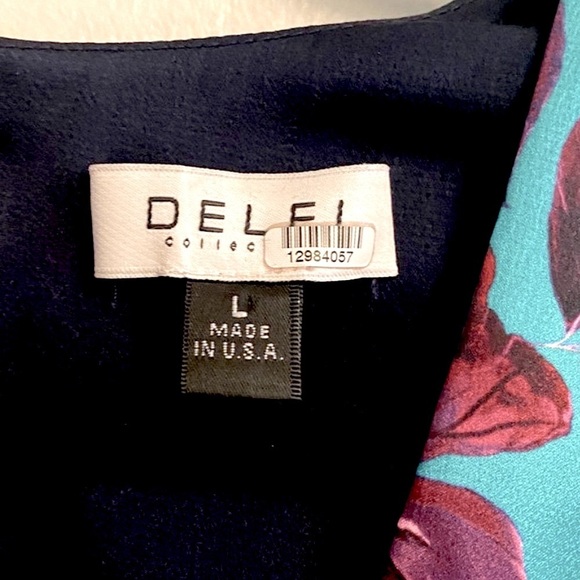 DELFI
collec
12984057
L
MADE
IN U.S.A.